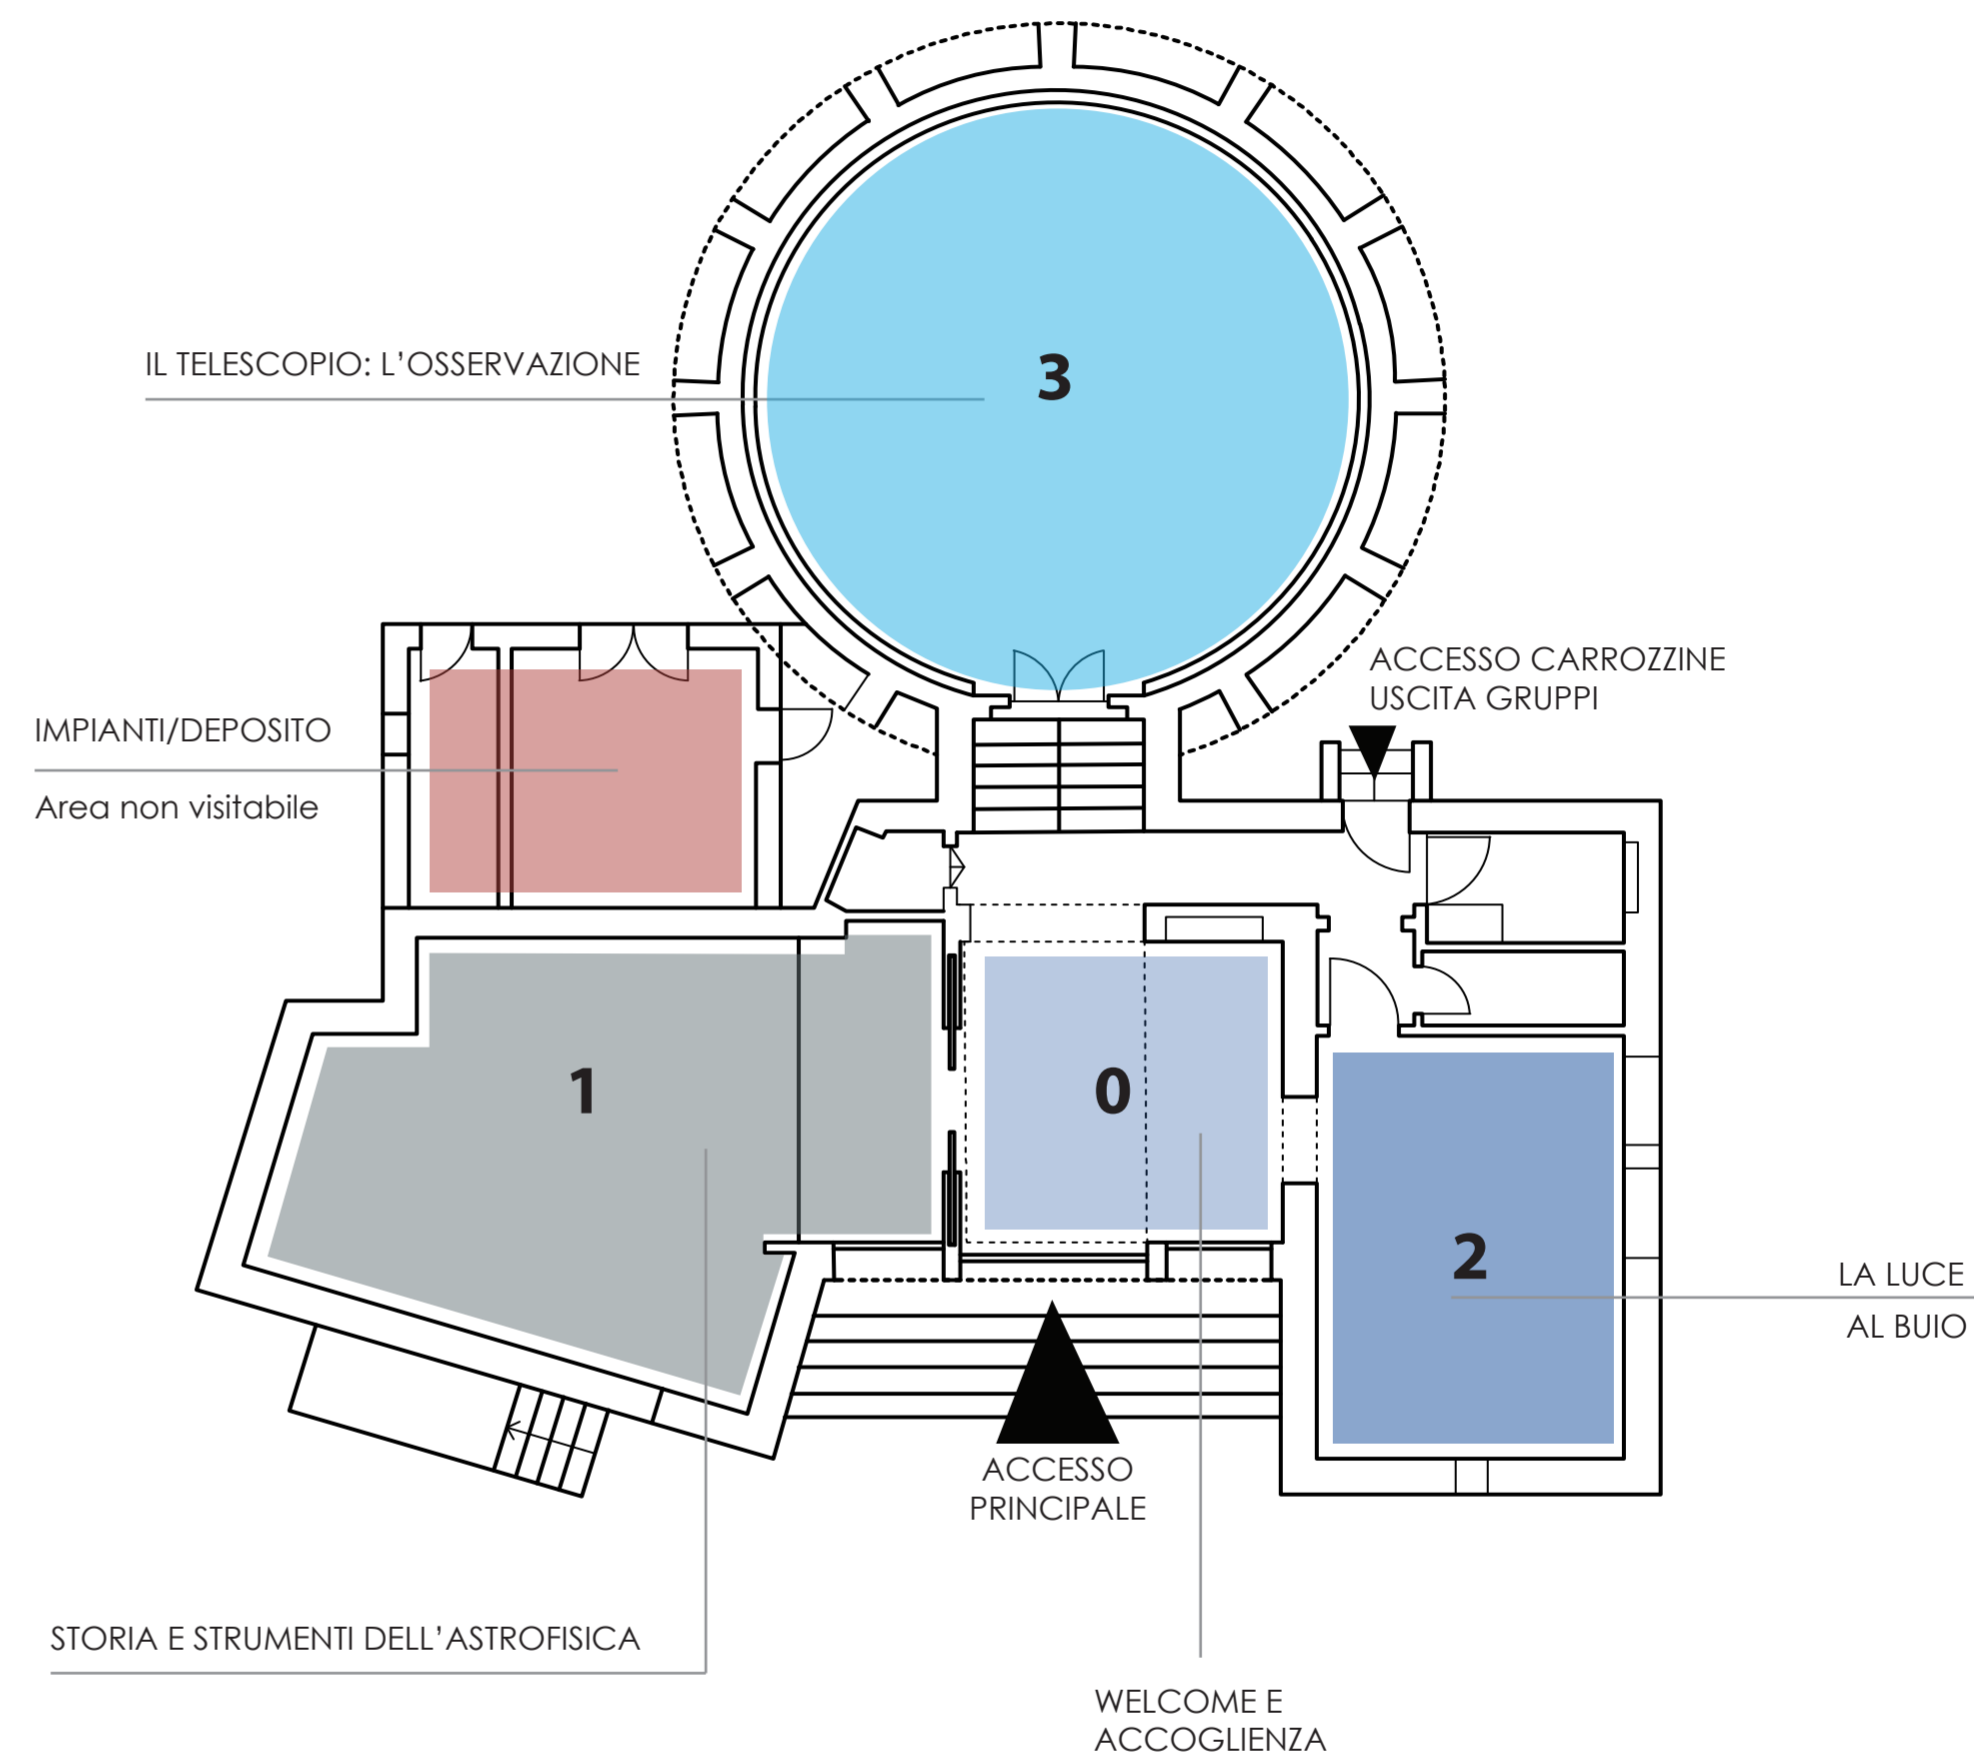 3
IL TELESCOPIO: L'OSSERVAZIONE
ACCESSO CARROZZINE
USCITA GRUPPI
IMPIANTI/DEPOSITO
Area non visitabile
1
0
2
LA LUCE
AL BUIO
ACCESSO
PRINCIPALE
STORIA E STRUMENTI DELL'ASTROFISICA
WELCOME E
ACCOGLIENZA